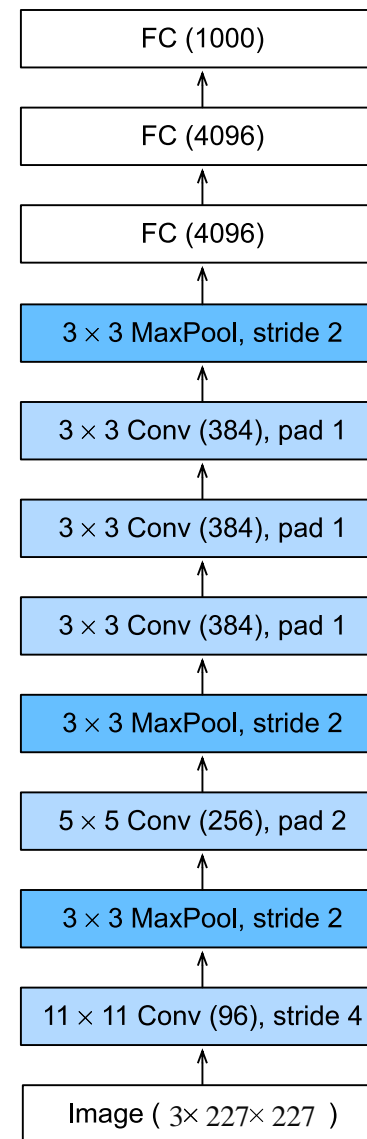 FC (1000)
FC (4096)
FC (4096)
3 × 3 MaxPool, stride 2
3 × 3 Conv (384), pad 1
3 × 3 Conv (384), pad 1
3 × 3 Conv (384), pad 1
3 × 3 MaxPool, stride 2
5 × 5 Conv (256), pad 2
3 × 3 MaxPool, stride 2
11 × 11 Conv (96), stride 4
Image ( 3× 227× 227 )